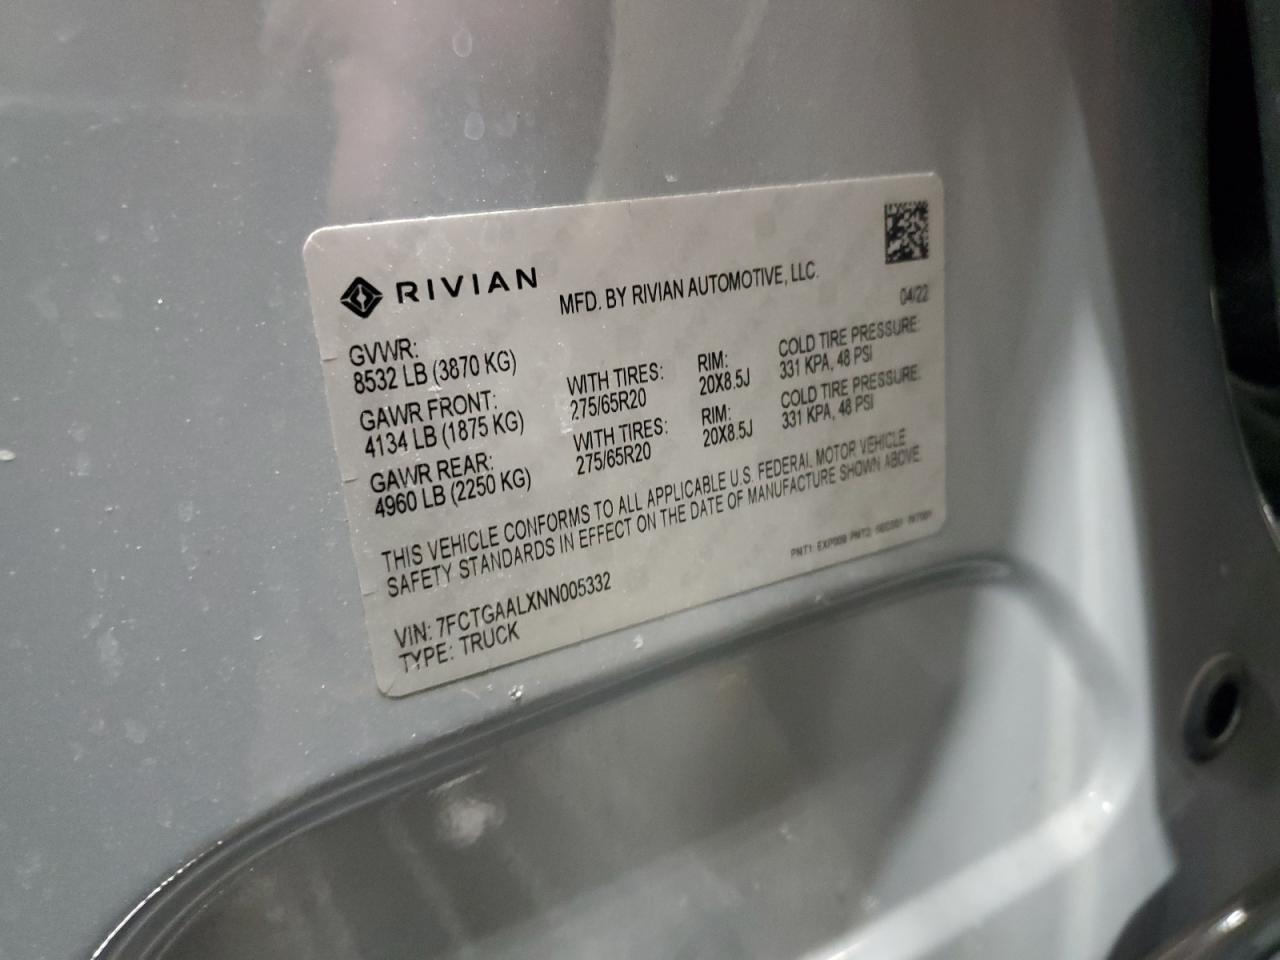 RIVIAN
MFD. BY RIVIAN AUTOMOTIVE, LLC.
04/22
GVWR:
8532 LB (3870 KG)
GAWR FRONT:
4134 LB (1875 KG)
WITH TIRES:
275/65R20
RIM:
20X8.5J
COLD TIRE PRESSURE:
331 KPA, 48 PSI
GAWR REAR:
4960 LB (2250 KG)
WITH TIRES:
275/65R20
RIM:
20X8.5J
COLD TIRE PRESSURE:
331 KPA, 48 PSI
THIS VEHICLE CONFORMS TO ALL APPLICABLE U.S. FEDERAL MOTOR VEHICLE
SAFETY STANDARDS IN EFFECT ON THE DATE OF MANUFACTURE SHOWN ABOVE.
PNT1: PNT2:
VIN: 7FCTGAALXNN005332
TYPE: TRUCK